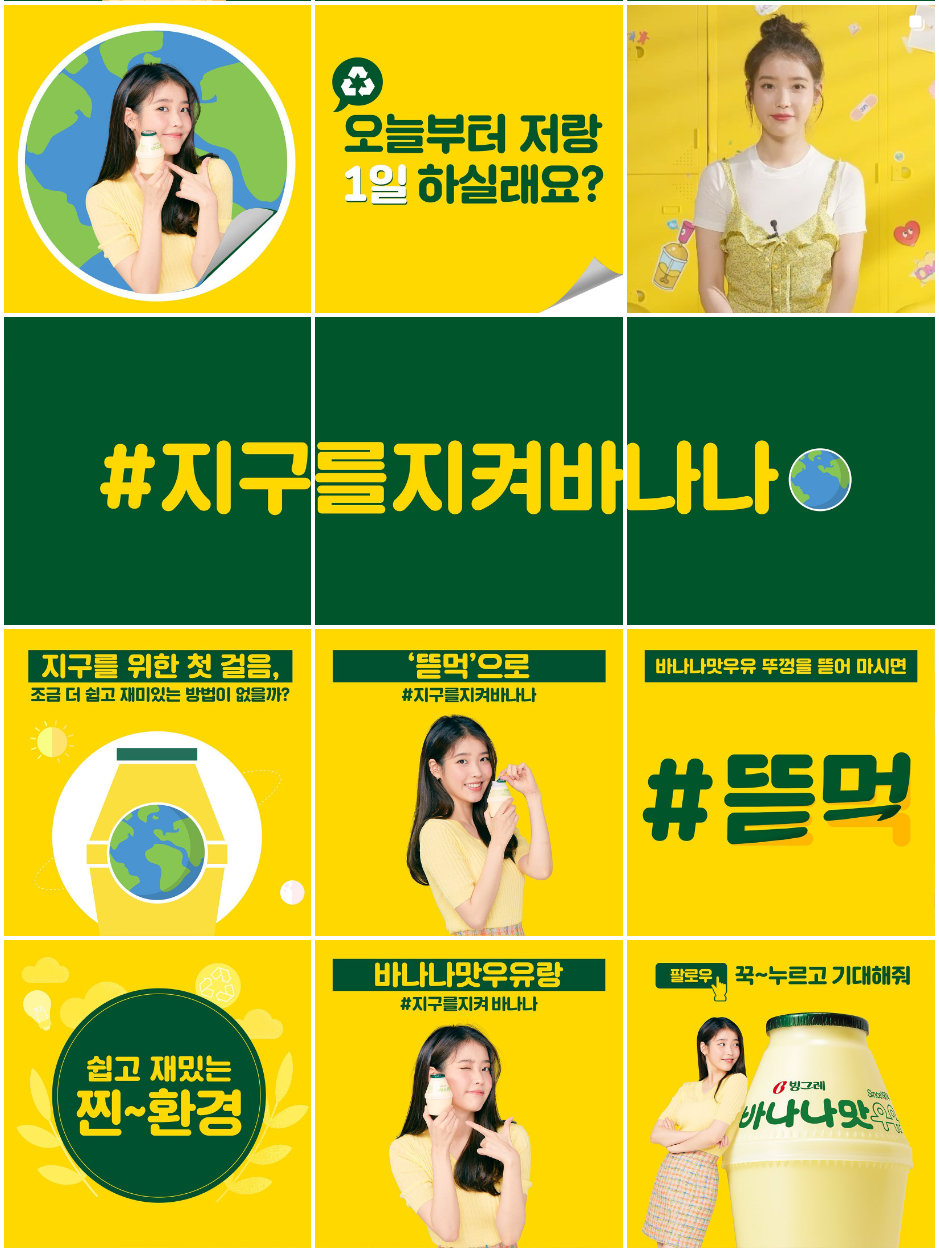 오늘부터 저랑
1일 하실래요?
#지구를지켜바나나
지구를 위한 첫 걸음,
조금 더 쉽고 재미있는 방법이 없을까?
'뜯먹'으로
#지구를지켜바나나
바나나맛우유 뚜껑을 뜯어 마시면
#뜯먹
쉽고 재밌는
찐~환경
바나나맛우유랑
#지구를지켜 바나나
팔로우 꾹~누르고 기대해줘
빙그레
바나나맛우유